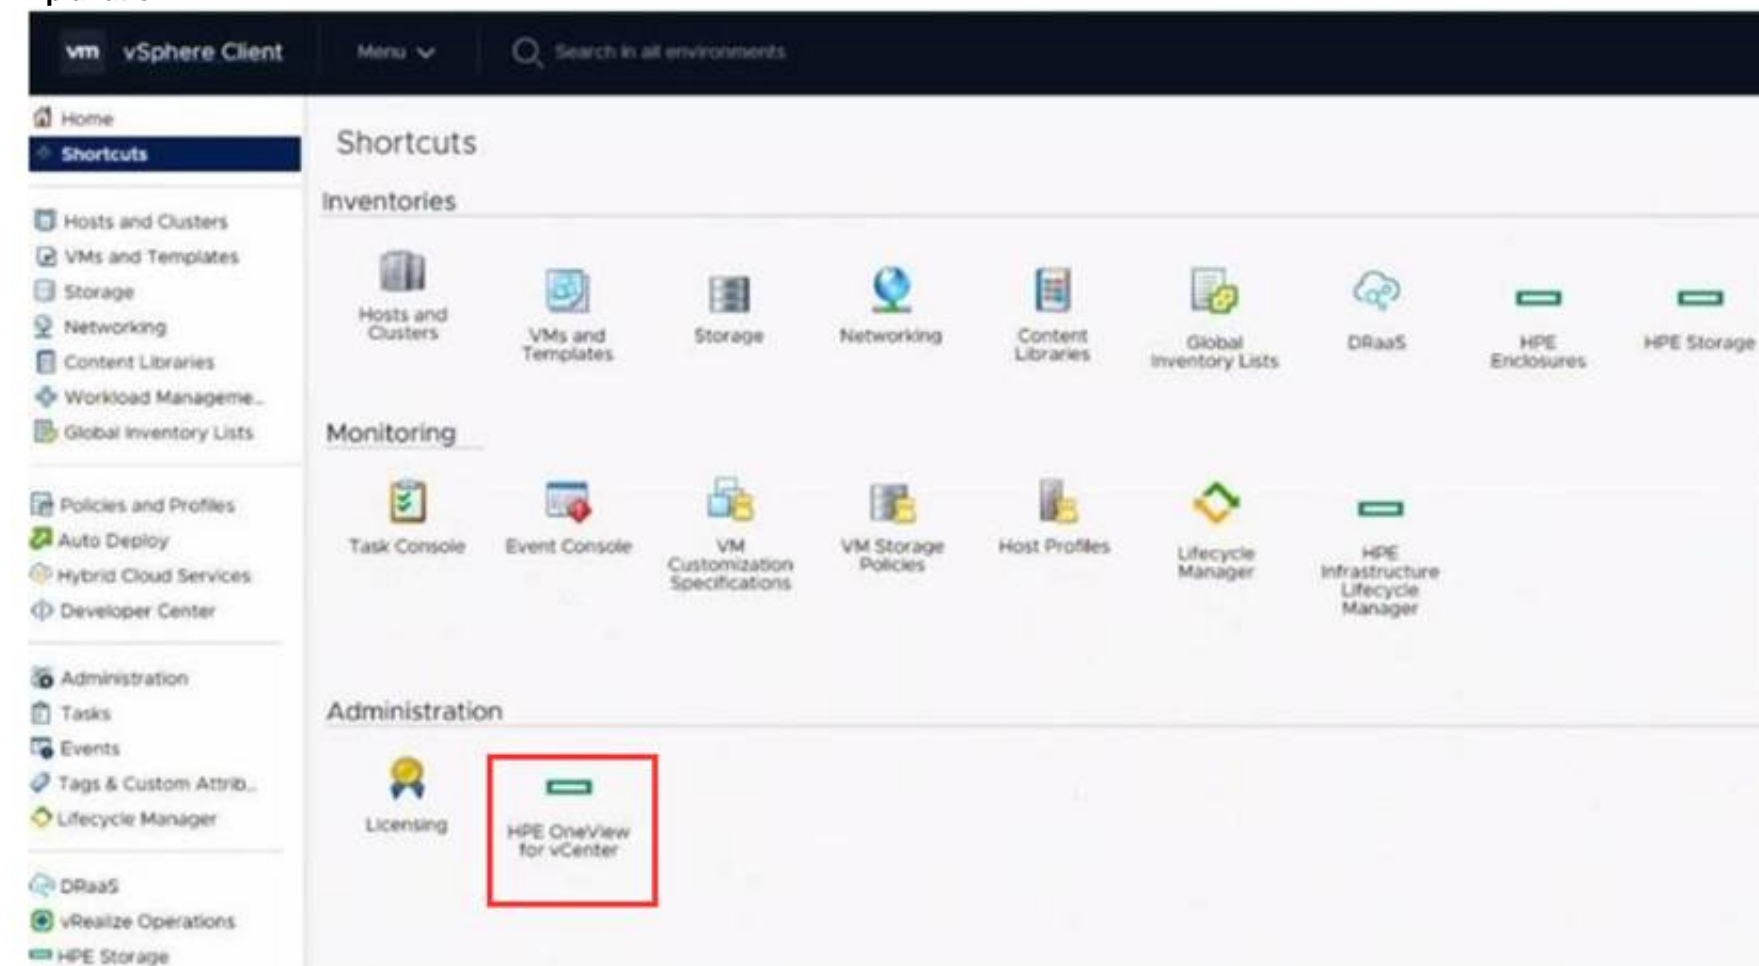 vm vSphere Client Menu Search in all environments
Home
Shortcuts
Hosts and Clusters
VMs and Templates
Storage
Networking
Content Libraries
Workload Manageme...
Global Inventory Lists
Policies and Profiles
Auto Deploy
Hybrid Cloud Services
Developer Center
Administration
Tasks
Events
Tags & Custom Attrib...
Lifecycle Manager
DRaaS
vRealize Operations
HPE Storage
Shortcuts
Inventories
Hosts and
Clusters
VMs and
Templates
Storage
Networking
Content
Libraries
Global
Inventory Lists
DRaaS
HPE
Enclosures
HPE Storage
Monitoring
Task Console
Event Console
VM
Customization
Specifications
VM Storage
Policies
Host Profiles
Lifecycle
Manager
HPE
Infrastructure
Lifecycle
Manager
Administration
Licensing
HPE OneView
for vCenter